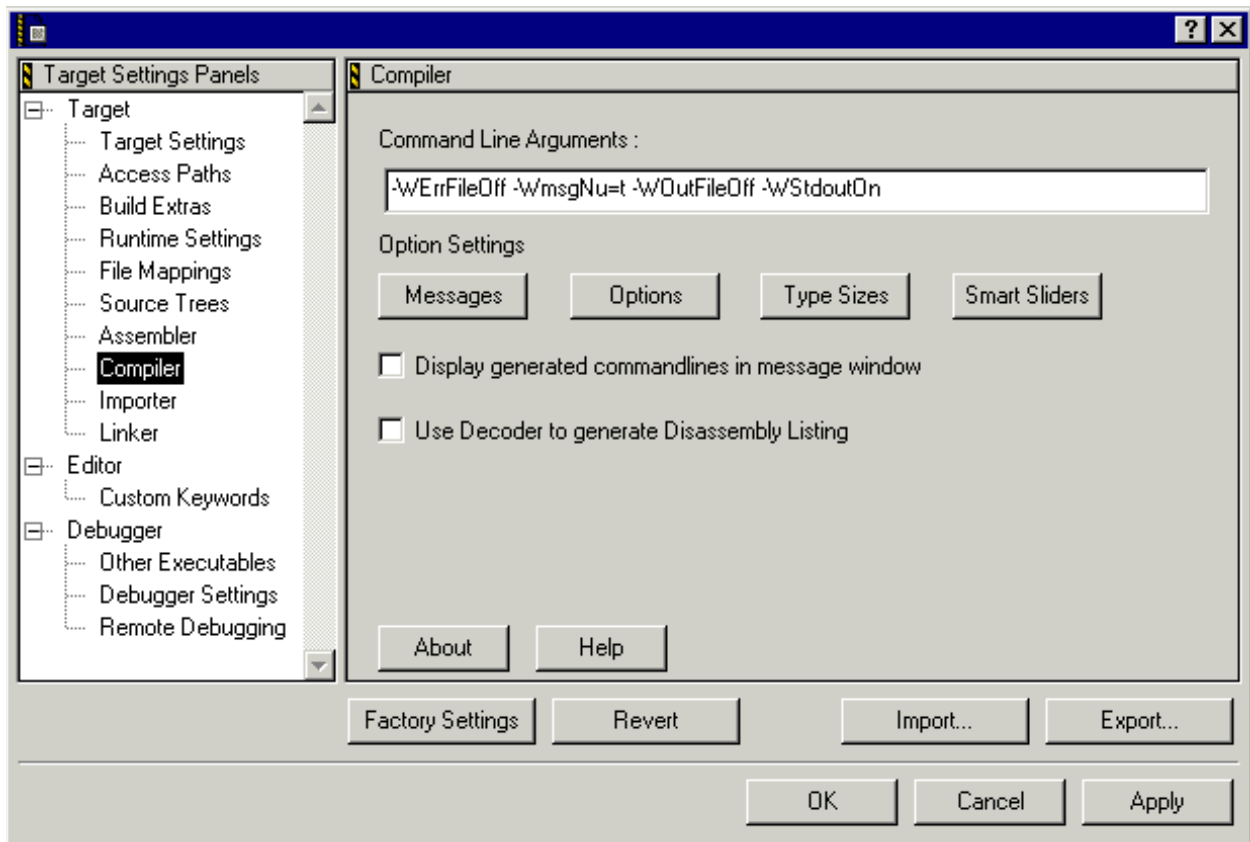 Target Settings Panels
Target
Target Settings
Access Paths
Build Extras
Runtime Settings
File Mappings
Source Trees
Assembler
Compiler
Importer
Linker
Editor
Custom Keywords
Debugger
Other Executables
Debugger Settings
Remote Debugging
Compiler
Command Line Arguments :
-WErrFileOff -WmsgNu=t -WOutFileOff -WStdoutOn
Option Settings
Messages Options Type Sizes Smart Sliders
Display generated commandlines in message window
Use Decoder to generate Disassembly Listing
About Help
Factory Settings Revert Import... Export...
OK Cancel Apply